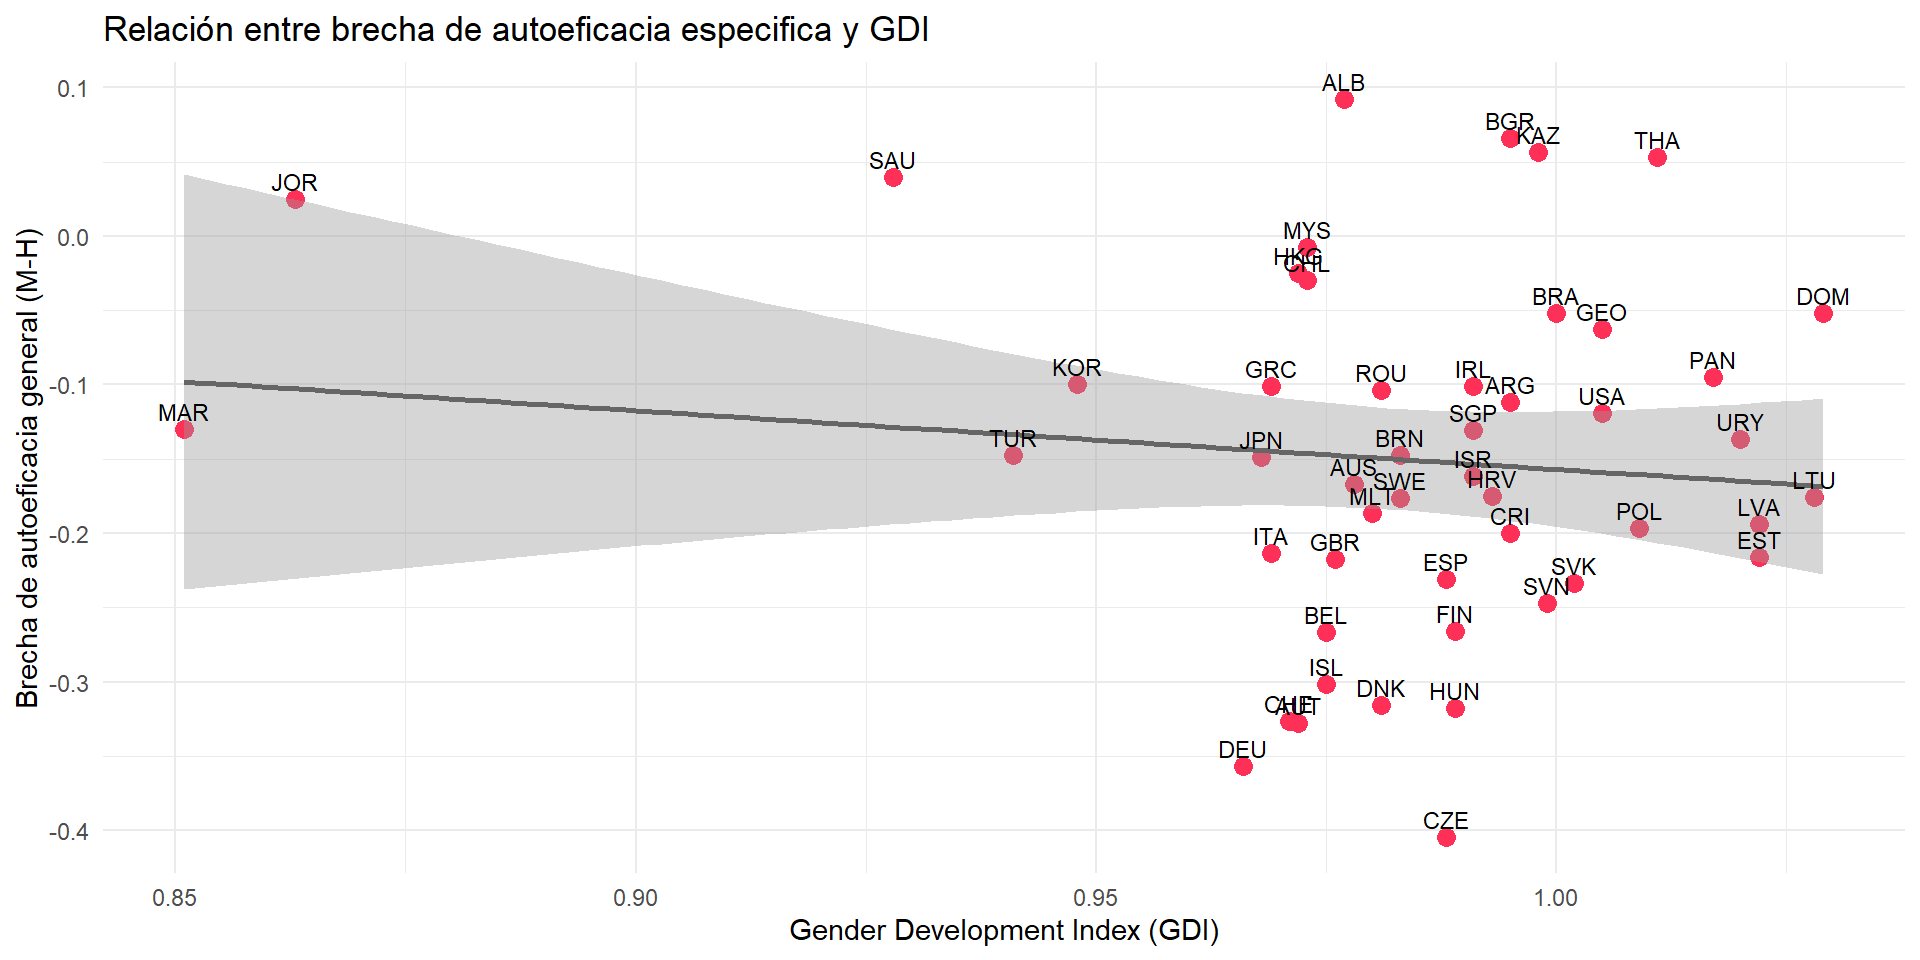 Relación entre brecha de autoeficacia especifica y GDI
Brecha de autoeficacia general (M-H)
0.1
0.0
-0.1
-0.2
-0.3
-0.4
ALB
BGR
KAZ
THA
SAU
JOR
MYS
HKG
CHL
BRA
DOM
GEO
PAN
KOR
GRC
ROU
IRL
ARG
USA
MAR
SGP
URY
TUR
JPN
BRN
ISR
AUS
SWE
HRV
LTU
MLT
CRI
POL
LVA
ITA
GBR
EST
ESP
SVK
SVN
BEL
FIN
ISL
DNK
HUN
CHE
AUT
DEU
CZE
0.85
0.90
0.95
1.00
Gender Development Index (GDI)